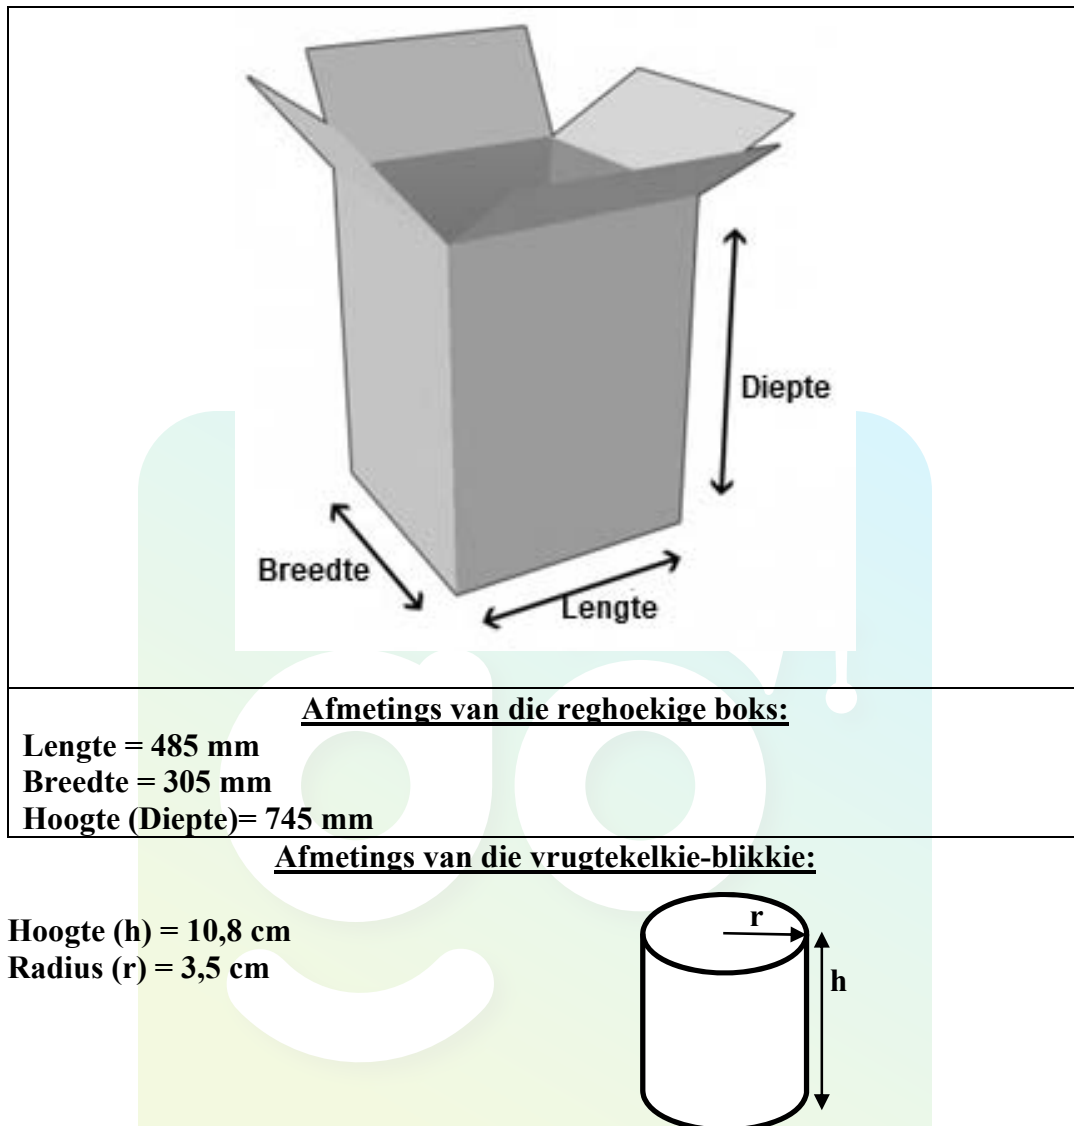 Diepte
Breedte
Lengte
Afmetings van die reghoekige boks:
Lengte = 485 mm
Breedte = 305 mm
Hoogte (Diepte)= 745 mm
Afmetings van die vrugtekelkie-blikkie:
Hoogte (h) = 10,8 cm
Radius (r) = 3,5 cm
r
h